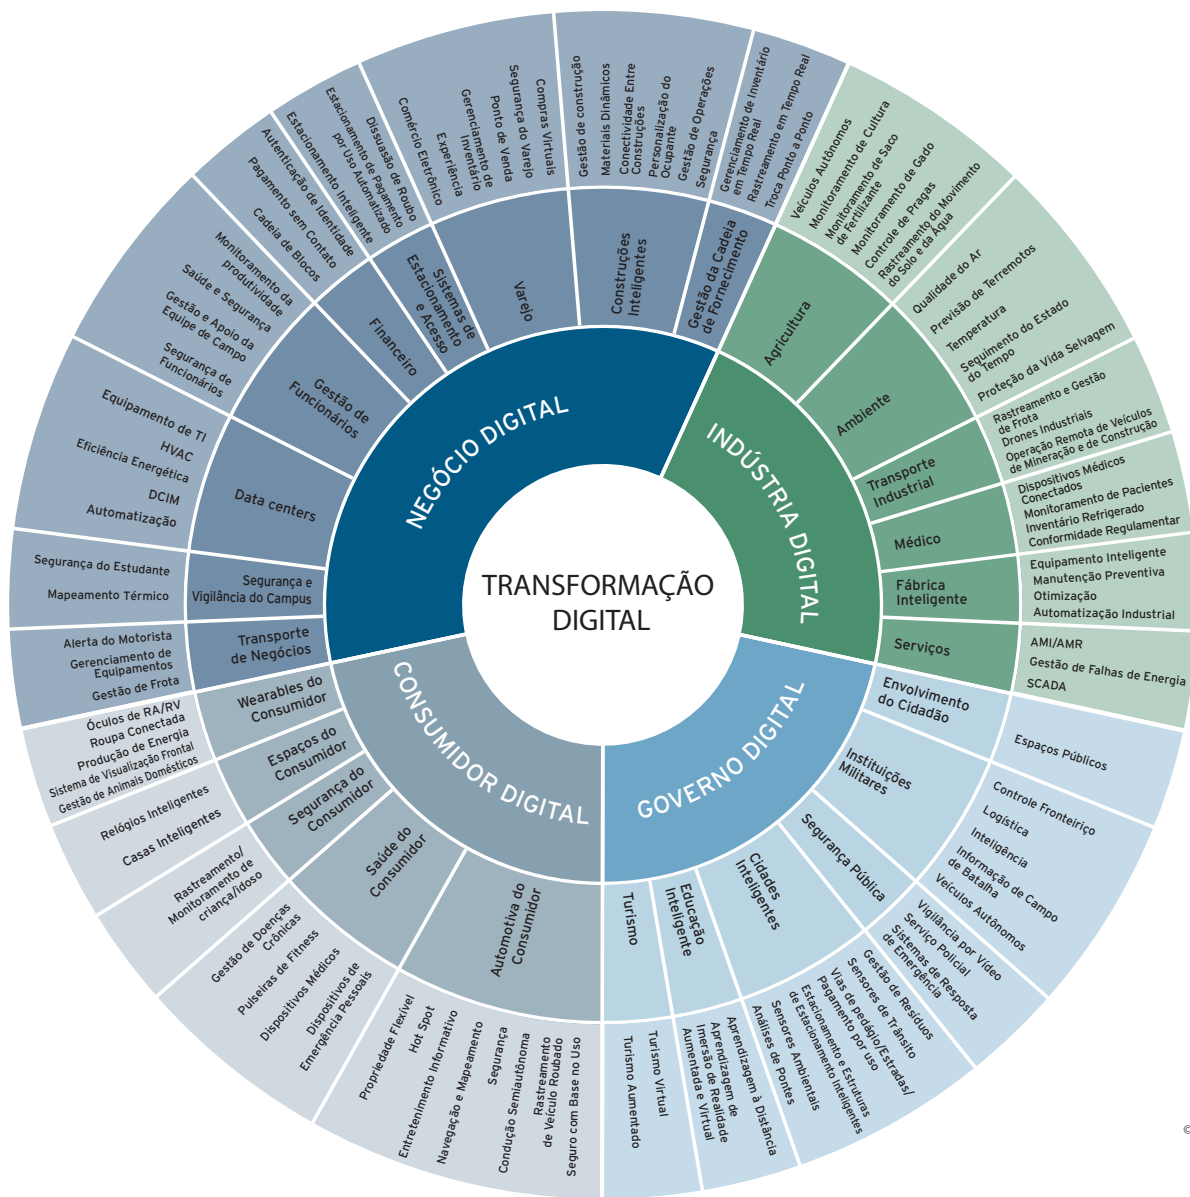 TRANSFORMAÇÃO
DIGITAL
NEGÓCIO DIGITAL
Transporte
de Negócios
Alerta do Motorista
Gerenciamento de
Equipamentos
Gestão de Frota
Segurança e
Vigilância do Campus
Segurança do Estudante
Mapeamento Térmico
Data centers
Equipamento de TI
HVAC
Eficiência Energética
DCIM
Automatização
Gestão de
Funcionários
Monitoramento da
produtividade
Saúde e Segurança
Gestão e Apoio da
Equipe de Campo
Segurança de
Funcionários
Financeiro
Autenticação de Identidade
Pagamento sem Contato
Cadeia de Blocos
Sistemas de
Estacionamento
e Acesso
Dissuasão de Roubo
Estacionamento de Pagamento
por Uso Automatizado
Estacionamento Inteligente
Varejo
Comércio Eletrônico
Experiência
Gerenciamento de
Inventário
Ponto de Venda
Segurança do Varejo
Compras Virtuais
Construções
Inteligentes
Gestão de construção
Materiais Dinâmicos
Conectividade Entre
Construções
Personalização do
Ocupante
Gestão de Operações
Segurança
Gestão da Cadeia
de Fornecimento
Gerenciamento de Inventário
em Tempo Real
Rastreamento em Tempo Real
Troca Ponto a Ponto
INDÚSTRIA DIGITAL
Agricultura
Veículos Autônomos
Monitoramento de Cultura
Monitoramento de Saco
de Fertilizante
Monitoramento de Gado
Controle de Pragas
Rastreamento do Movimento
do Solo e da Água
Ambiente
Qualidade do Ar
Previsão de Terremotos
Temperatura
Seguimento do Estado
do Tempo
Proteção da Vida Selvagem
Transporte
Industrial
Rastreamento e Gestão
de Frota
Drones Industriais
Operação Remota de Veículos
de Mineração e de Construção
Médico
Dispositivos Médicos
Conectados
Monitoramento de Pacientes
Inventário Refrigerado
Conformidade Regulamentar
Fábrica
Inteligente
Equipamento Inteligente
Manutenção Preventiva
Otimização
Automatização Industrial
Serviços
AMI/AMR
Gestão de Falhas de Energia
SCADA
GOVERNO DIGITAL
Envolvimento
do Cidadão
Espaços Públicos
Instituições
Militares
Controle Fronteiriço
Logística
Inteligência
Informação de Campo
de Batalha
Veículos Autônomos
Segurança Pública
Vigilância por Vídeo
Serviço Policial
Sistemas de Resposta
de Emergência
Cidades
Inteligentes
Gestão de Resíduos
Sensores de Trânsito
Vias de pedágio/Estradas/
Pagamento por uso
Estacionamento e Estruturas
de Estacionamento Inteligentes
Sensores Ambientais
Análises de Pontes
Educação
Inteligente
Aprendizagem à Distância
Aprendizagem de
Imersão de Realidade
Aumentada e Virtual
Turismo
Turismo Virtual
Turismo Aumentado
CONSUMIDOR DIGITAL
Automotiva do
Consumidor
Propriedade Flexível
Hot Spot
Entretenimento Informativo
Navegação e Mapeamento
Segurança
Condução Semiautônoma
Rastreamento
de Veículo Roubado
Seguro com Base no Uso
Saúde do
Consumidor
Gestão de Doenças
Crônicas
Pulseiras de Fitness
Dispositivos Médicos
Dispositivos de
Emergência Pessoais
Segurança do
Consumidor
Rastreamento/
Monitoramento de
criança/idoso
Espaços do
Consumidor
Relógios Inteligentes
Casas Inteligentes
Wearables do
Consumidor
Óculos de RA/RV
Roupa Conectada
Produção de Energia
Sistema de Visualização Frontal
Gestão de Animais Domésticos
©